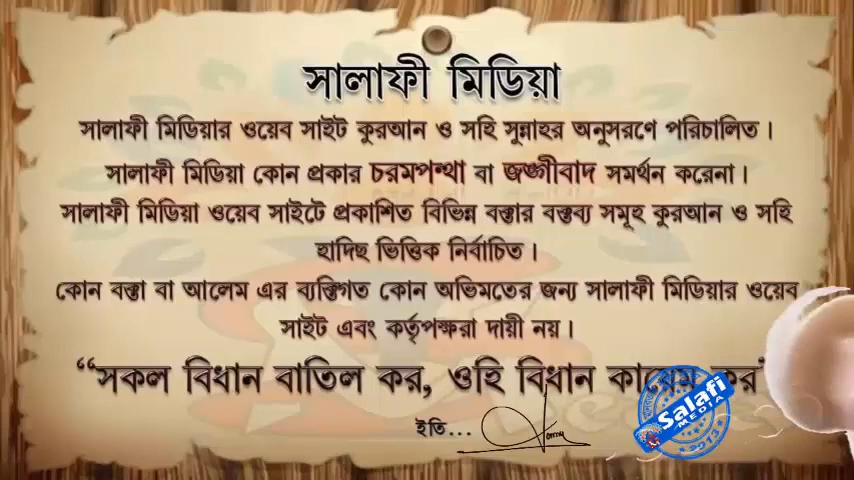 সালাফী মিডিয়া
সালাফী মিডিয়ার ওয়েব সাইট কুরআন ও সহি সুন্নাহর অনুসরণে পরিচালিত।
সালাফী মিডিয়া কোন প্রকার চরমপন্থা বা জঙ্গীবাদ সমর্থন করেনা।
সালাফী মিডিয়া ওয়েব সাইটে প্রকাশিত বিভিন্ন বক্তার বক্তব্য সমূহ কুরআন ও সহি
হাদিছ ভিত্তিক নির্বাচিত।
কোন বক্তা বা আলেম এর ব্যক্তিগত কোন অভিমতের জন্য সালাফী মিডিয়ার ওয়েব
সাইট এবং কর্তৃপক্ষরা দায়ী নয়।
“সকল বিধান বাতিল কর, ওহি বিধান কায়েম কর”
ইতি...
Salafi
MEDIA
2013